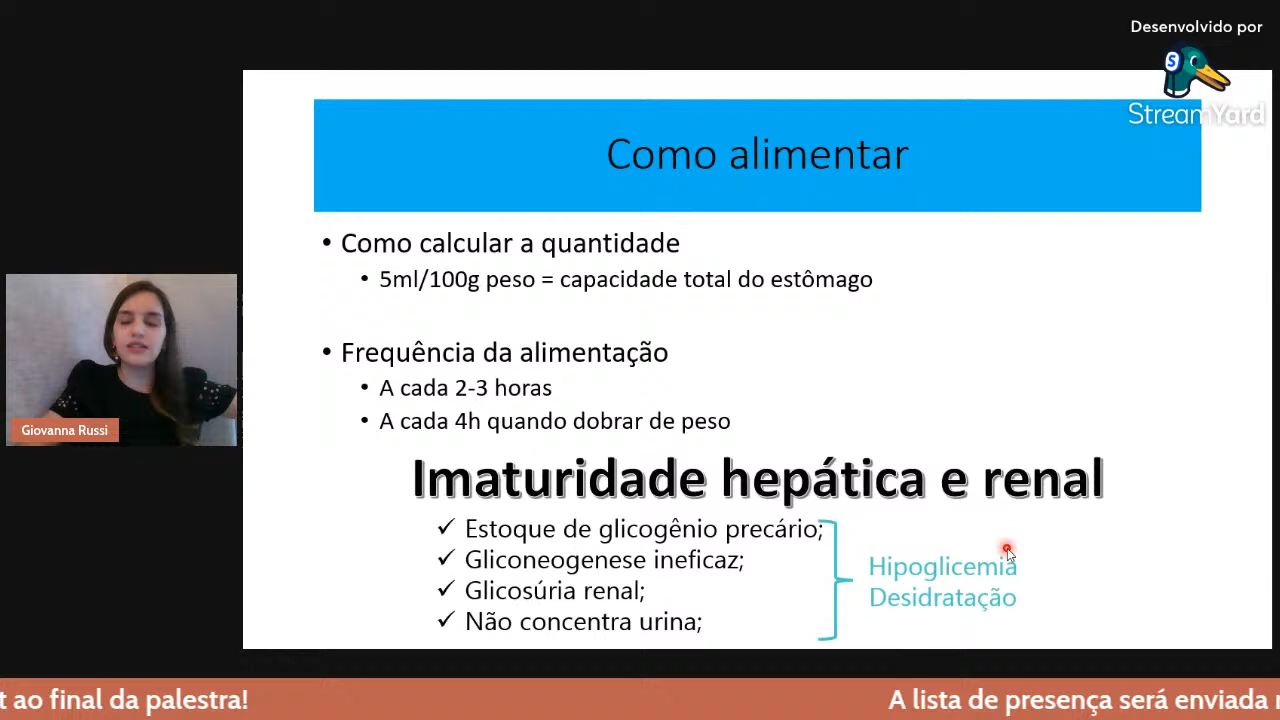 Desenvolvido por
StreamYard
Como alimentar
• Como calcular a quantidade
• 5ml/100g peso = capacidade total do estômago
• Frequência da alimentação
• A cada 2-3 horas
• A cada 4h quando dobrar de peso
Imaturidade hepática e renal
✓ Estoque de glicogênio precário;
✓ Gliconeogenese ineficaz;
✓ Glicosúria renal;
✓ Não concentra urina;
Hipoglicemia
Desidratação
Giovanna Russi
t ao final da palestra!
A lista de presença será enviada